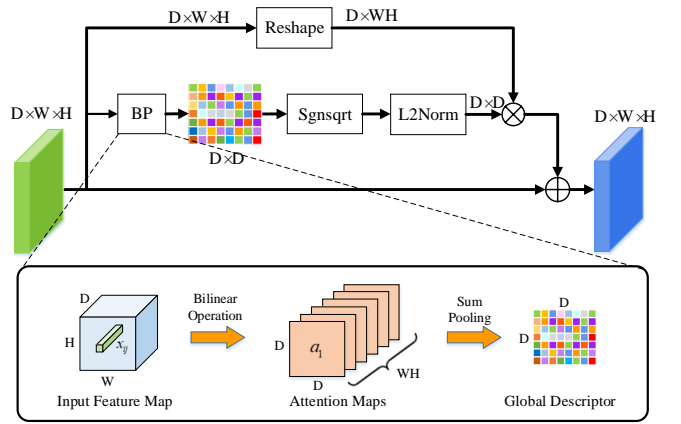 D×W×H
Reshape
D×WH
D×W×H
BP
D×D
Sgnsqrt
L2Norm
D×D
D×W×H
D
H
W
x_ij
Input Feature Map
Bilinear
Operation
a_1
D
D
WH
Attention Maps
Sum
Pooling
D
D
Global Descriptor